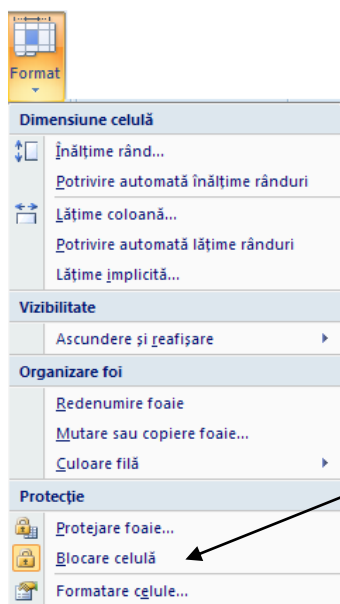 Format
Dimensiune celulă
Înălțime rând...
Potrivire automată înălțime rânduri
Lățime coloană...
Potrivire automată lățime rânduri
Lățime implicită...
Vizibilitate
Ascundere și reafișare
Organizare foi
Redenumire foaie
Mutare sau copiere foaie...
Culoare filă
Protecție
Protejare foaie...
Blocare celulă
Formatare celule...